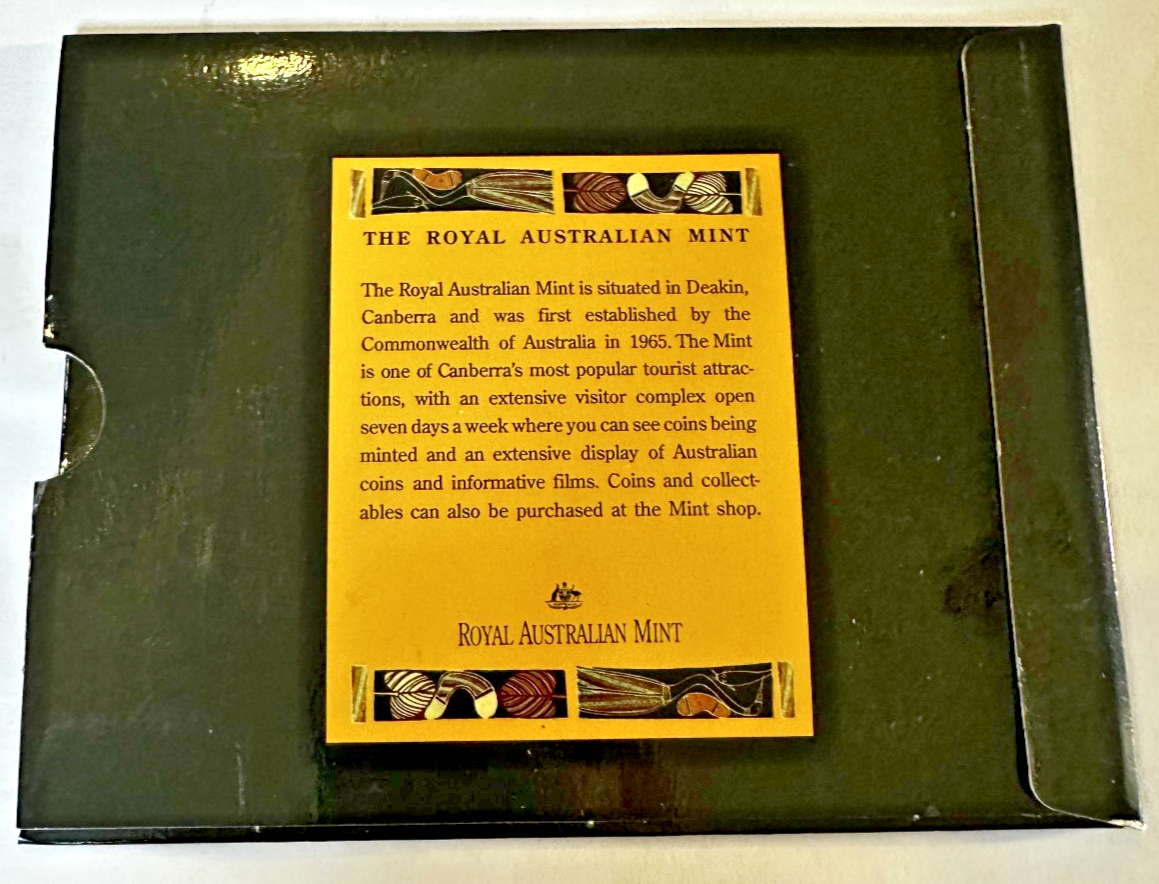 THE ROYAL AUSTRALIAN MINT
The Royal Australian Mint is situated in Deakin,
Canberra and was first established by the
Commonwealth of Australia in 1965. The Mint
is one of Canberra's most popular tourist attrac-
tions, with an extensive visitor complex open
seven days a week where you can see coins being
minted and an extensive display of Australian
coins and informative films. Coins and collect-
ables can also be purchased at the Mint shop.
ROYAL AUSTRALIAN MINT